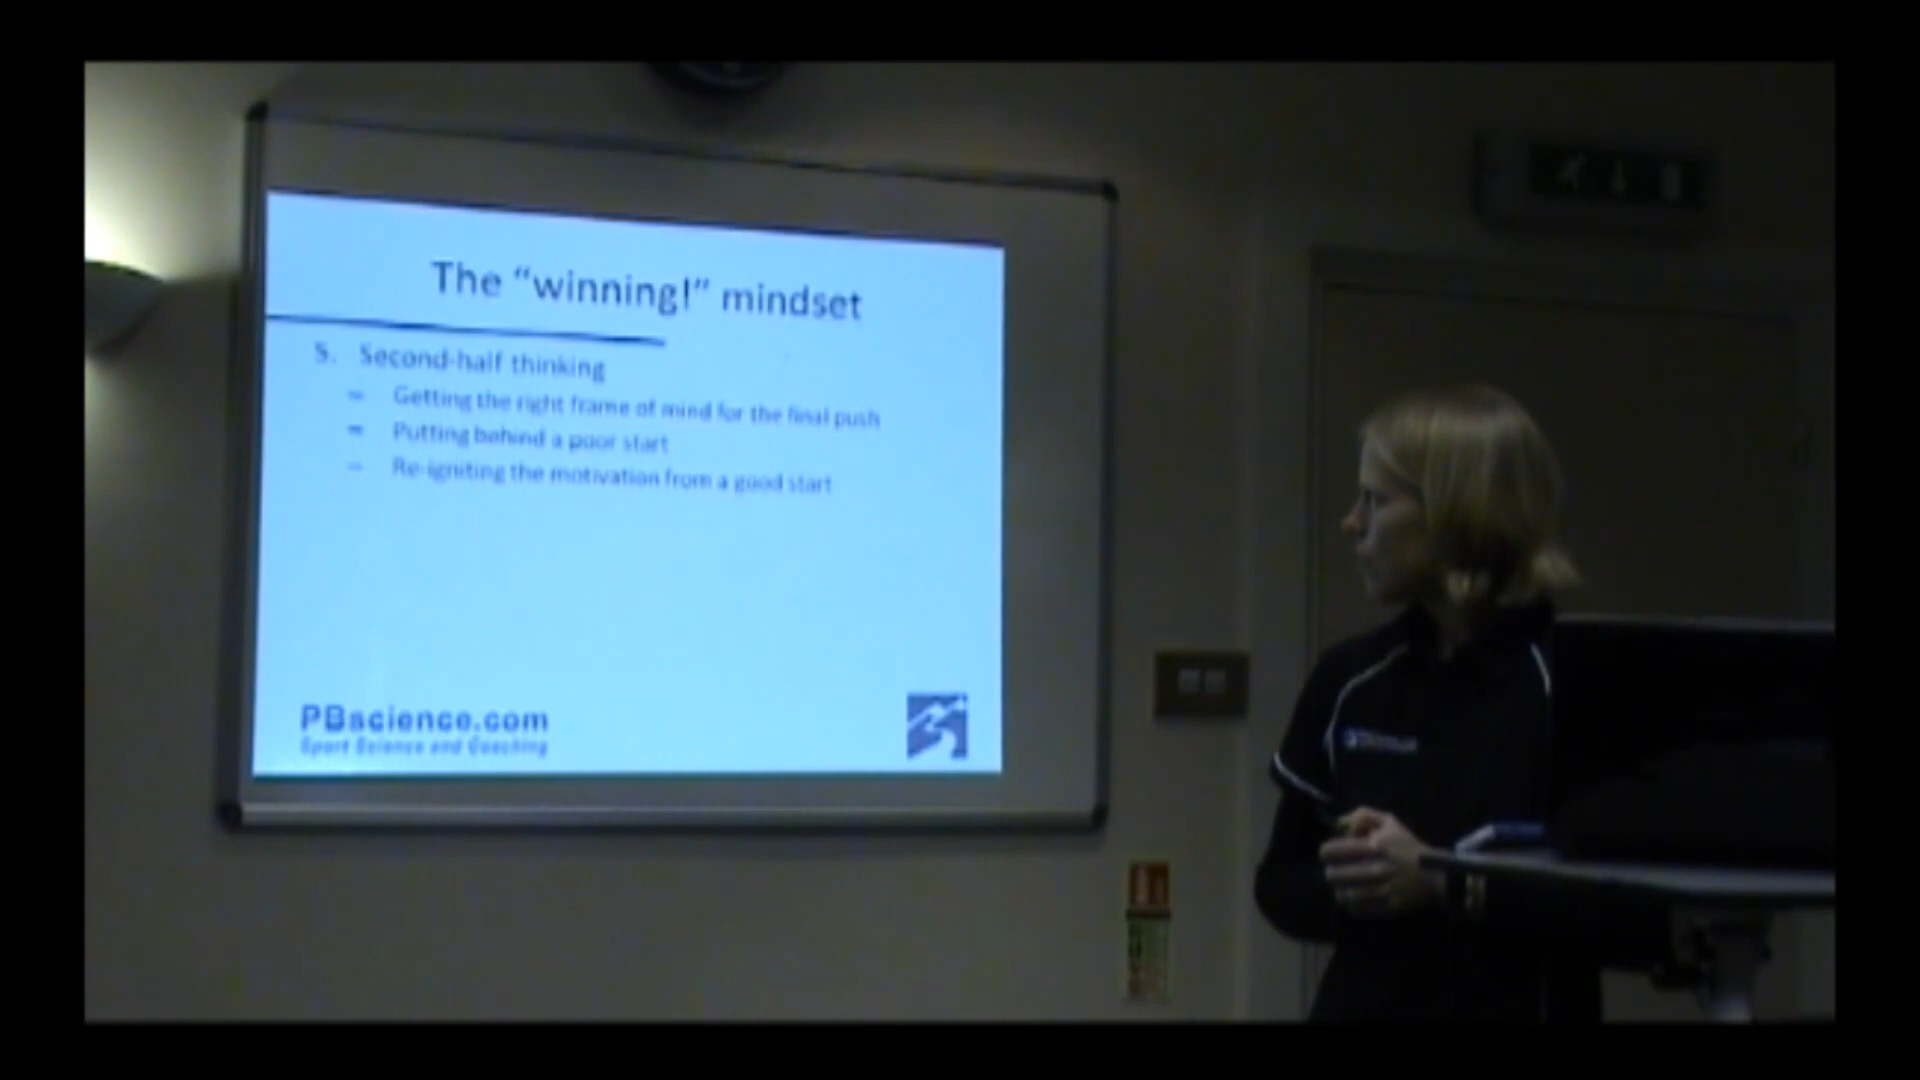 The “winning!” mindset
5. Second-half thinking
– Getting the right frame of mind for the final push
– Putting behind a poor start
– Re-igniting the motivation from a good start
PBscience.com
Sport Science and Coaching